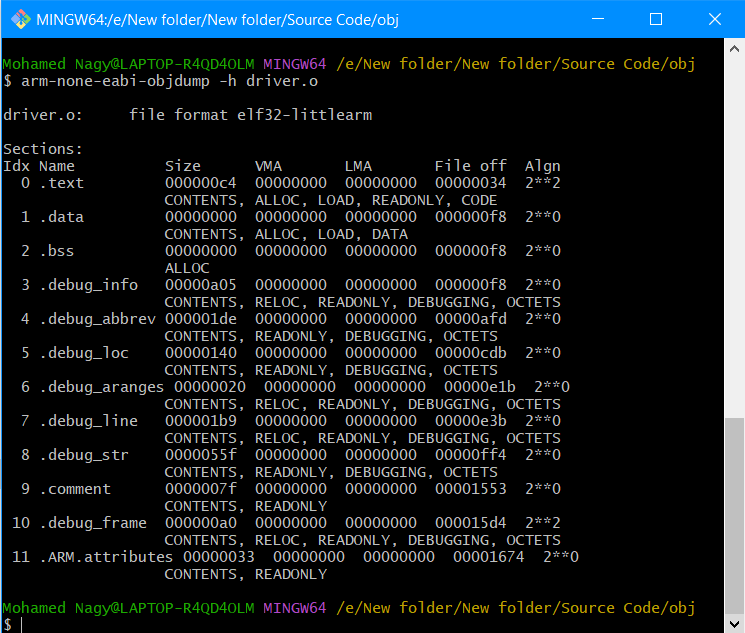 MINGW64:/e/New folder/New folder/Source Code/obj
Mohamed Nagy@LAPTOP-R4QD4OLM MINGW64 /e/New folder/New folder/Source Code/obj
$ arm-none-eabi-objdump -h driver.o
driver.o:     file format elf32-littlearm
Sections:
Idx Name          Size      VMA       LMA       File off  Algn
  0 .text         000000c4  00000000  00000000  00000034  2**2
                  CONTENTS, ALLOC, LOAD, READONLY, CODE
  1 .data         00000000  00000000  00000000  000000f8  2**0
                  CONTENTS, ALLOC, LOAD, DATA
  2 .bss          00000000  00000000  00000000  000000f8  2**0
                  ALLOC
  3 .debug_info   00000a05  00000000  00000000  000000f8  2**0
                  CONTENTS, RELOC, READONLY, DEBUGGING, OCTETS
  4 .debug_abbrev 000001de  00000000  00000000  00000afd  2**0
                  CONTENTS, READONLY, DEBUGGING, OCTETS
  5 .debug_loc    00000140  00000000  00000000  00000cdb  2**0
                  CONTENTS, READONLY, DEBUGGING, OCTETS
  6 .debug_aranges 00000020  00000000  00000000  00000e1b  2**0
                  CONTENTS, RELOC, READONLY, DEBUGGING, OCTETS
  7 .debug_line   000001b9  00000000  00000000  00000e3b  2**0
                  CONTENTS, RELOC, READONLY, DEBUGGING, OCTETS
  8 .debug_str    0000055f  00000000  00000000  00000ff4  2**0
                  CONTENTS, READONLY, DEBUGGING, OCTETS
  9 .comment      0000007f  00000000  00000000  00001553  2**0
                  CONTENTS, READONLY
 10 .debug_frame  000000a0  00000000  00000000  000015d4  2**2
                  CONTENTS, RELOC, READONLY, DEBUGGING, OCTETS
 11 .ARM.attributes 00000033  00000000  00000000  00001674  2**0
                  CONTENTS, READONLY
Mohamed Nagy@LAPTOP-R4QD4OLM MINGW64 /e/New folder/New folder/Source Code/obj
$